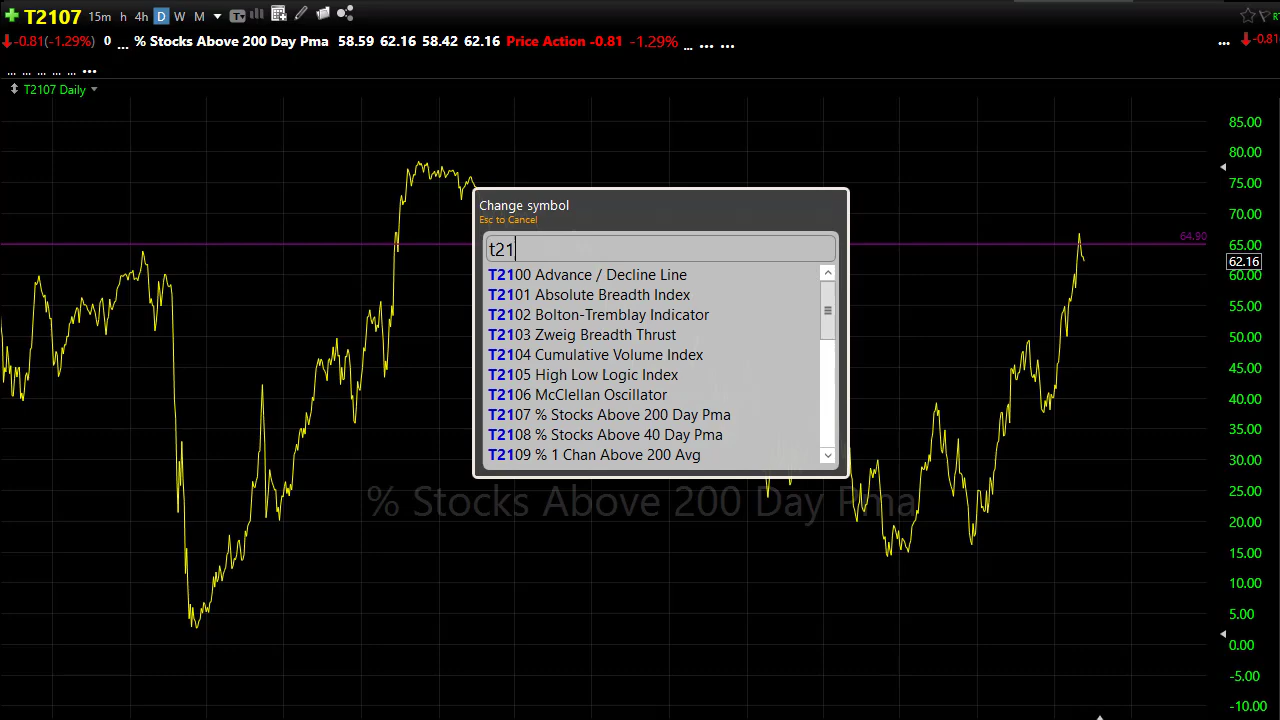 T2107 15m h 4h D W M
-0.81(-1.29%) 0 ... % Stocks Above 200 Day Pma 58.59 62.16 58.42 62.16 Price Action -0.81 -1.29% ... ... ... ... -0.81
... ... ... ... ... ...
T2107 Daily
Change symbol
Esc to Cancel
t21
T2100 Advance / Decline Line
T2101 Absolute Breadth Index
T2102 Bolton-Tremblay Indicator
T2103 Zweig Breadth Thrust
T2104 Cumulative Volume Index
T2105 High Low Logic Index
T2106 McClellan Oscillator
T2107 % Stocks Above 200 Day Pma
T2108 % Stocks Above 40 Day Pma
T2109 % 1 Chan Above 200 Avg
% Stocks Above 200 Day Pma
85.00
80.00
75.00
70.00
64.90
65.00
62.16
60.00
55.00
50.00
45.00
40.00
35.00
30.00
25.00
20.00
15.00
10.00
5.00
0.00
-5.00
-10.00